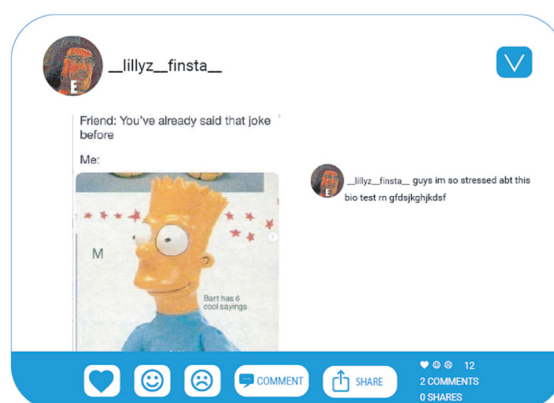 __lillyz__finsta__
Friend: You've already said that joke
before
Me:
M
Bart has 6
cool sayings
__lillyz__finsta__ guys im so stressed abt this
bio test rn gfdsjkghjkdsf
COMMENT
SHARE
12
2 COMMENTS
0 SHARES